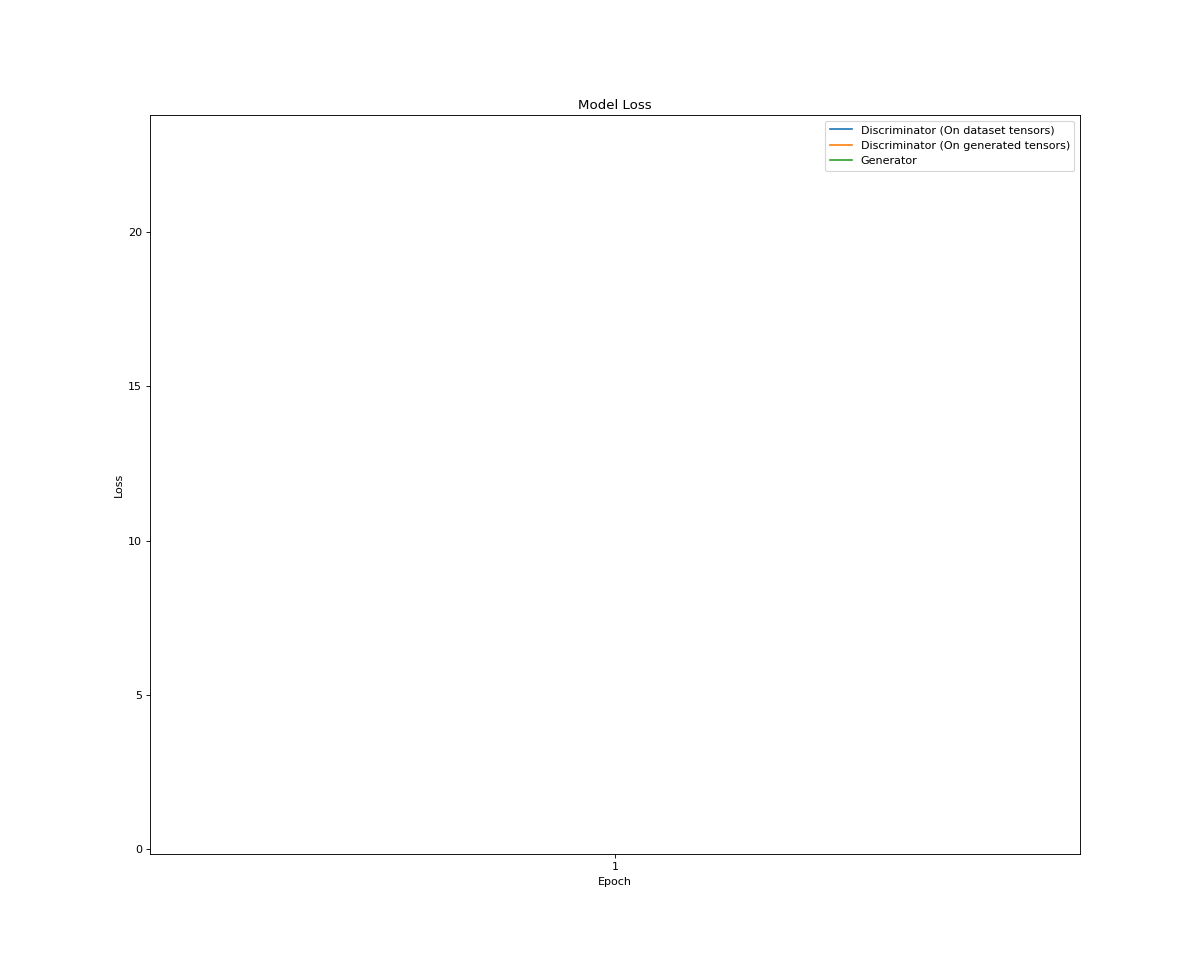 Model Loss
Discriminator (On dataset tensors)
Discriminator (On generated tensors)
Generator
20
15
Loss
10
5
0
1
Epoch